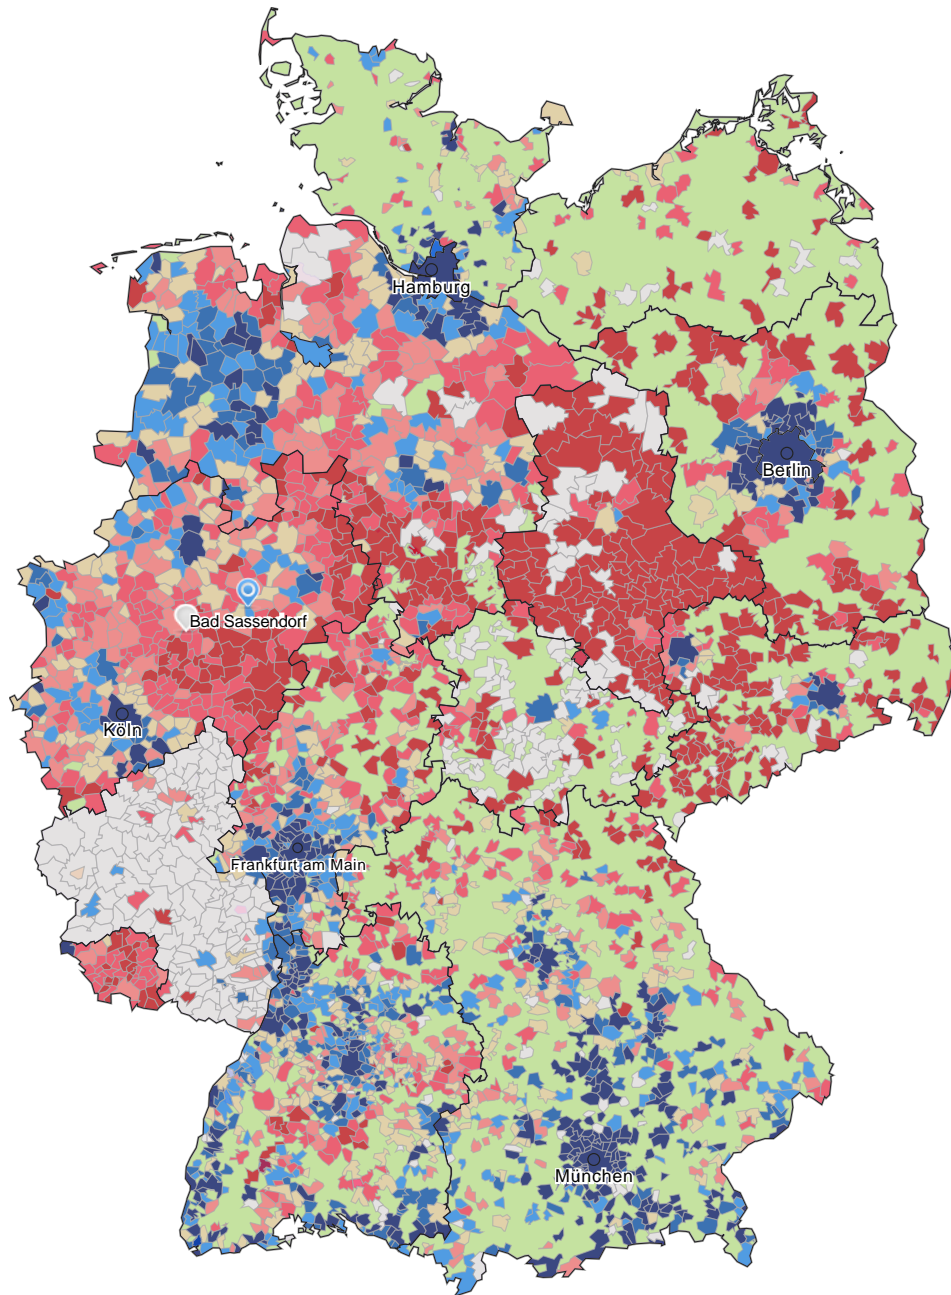 Hamburg
Berlin
Bad Sassendorf
Köln
Frankfurt am Main
München